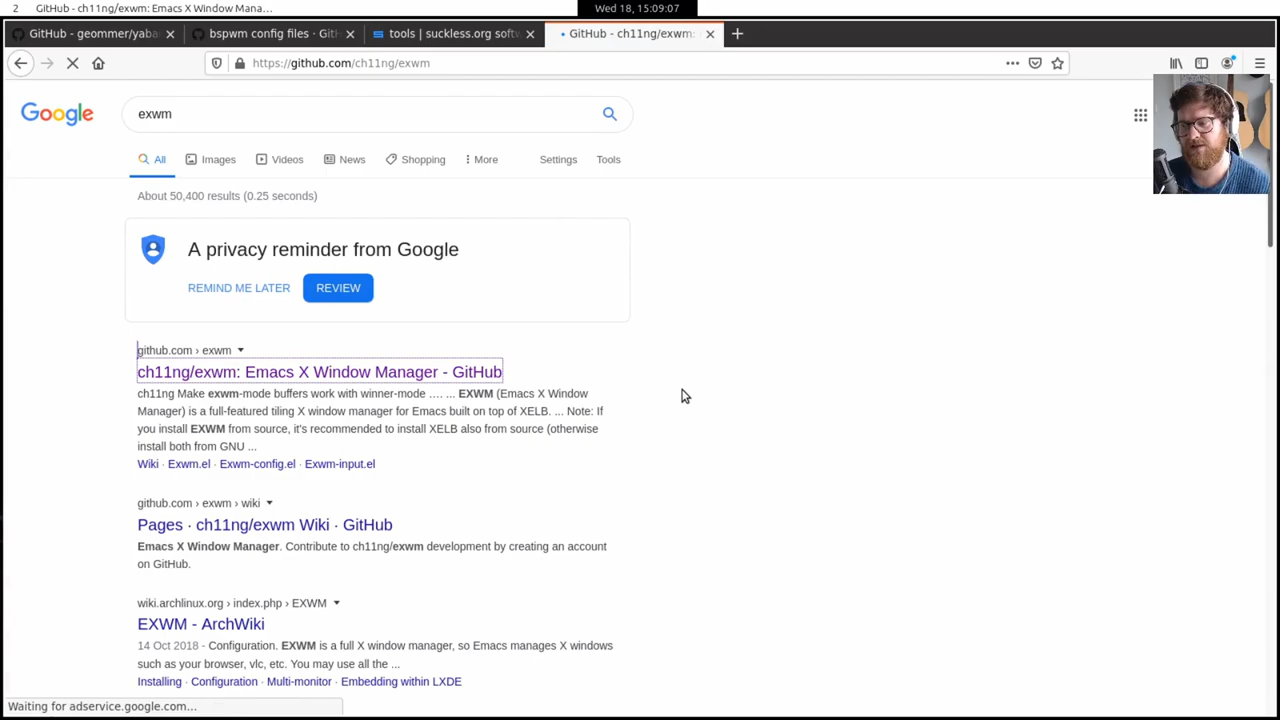 2 GitHub - ch11ng/exwm: Emacs X Window Mana… Wed 18, 15:09:07
GitHub - geommer/yaba bspwm config files · GitH tools | suckless.org softw GitHub - ch11ng/exwm:
https://github.com/ch11ng/exwm
Google
exwm
All Images Videos News Shopping More Settings Tools
About 50,400 results (0.25 seconds)
A privacy reminder from Google
REMIND ME LATER REVIEW
github.com › exwm
ch11ng/exwm: Emacs X Window Manager - GitHub
ch11ng Make exwm-mode buffers work with winner-mode …. ... EXWM (Emacs X Window
Manager) is a full-featured tiling X window manager for Emacs built on top of XELB. ... Note: If
you install EXWM from source, it's recommended to install XELB also from source (otherwise
install both from GNU ...
Wiki · Exwm.el · Exwm-config.el · Exwm-input.el
github.com › exwm › wiki
Pages · ch11ng/exwm Wiki · GitHub
Emacs X Window Manager. Contribute to ch11ng/exwm development by creating an account
on GitHub.
wiki.archlinux.org › index.php › EXWM
EXWM - ArchWiki
14 Oct 2018 - Configuration. EXWM is a full X window manager, so Emacs manages X windows
such as your browser, vlc, etc. You may use all the ...
Installing · Configuration · Multi-monitor · Embedding within LXDE
Waiting for adservice.google.com…